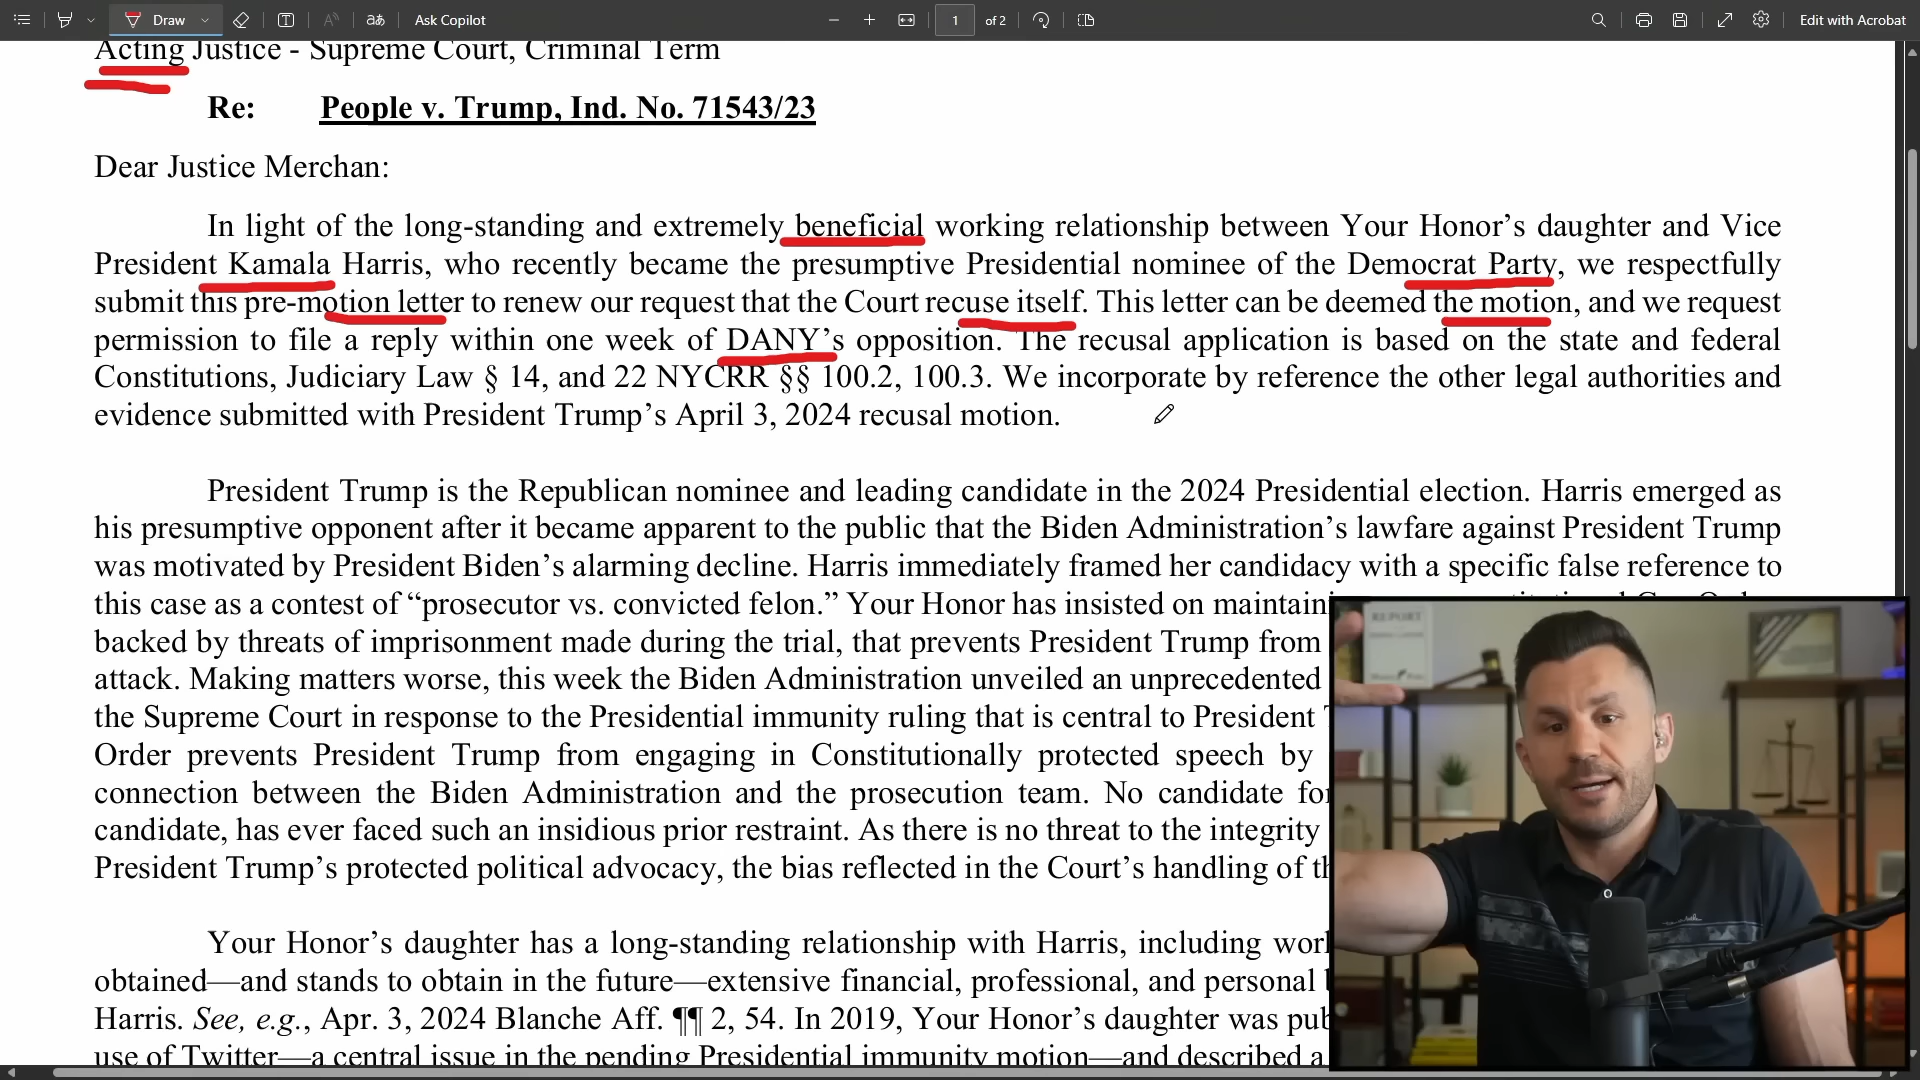 Draw
Ask Copilot
1 of 2
Edit with Acrobat
Acting Justice - Supreme Court, Criminal Term
Re: People v. Trump, Ind. No. 71543/23
Dear Justice Merchan:
In light of the long-standing and extremely beneficial working relationship between Your Honor’s daughter and Vice
President Kamala Harris, who recently became the presumptive Presidential nominee of the Democrat Party, we respectfully
submit this pre-motion letter to renew our request that the Court recuse itself. This letter can be deemed the motion, and we request
permission to file a reply within one week of DANY’s opposition. The recusal application is based on the state and federal
Constitutions, Judiciary Law § 14, and 22 NYCRR §§ 100.2, 100.3. We incorporate by reference the other legal authorities and
evidence submitted with President Trump’s April 3, 2024 recusal motion.
President Trump is the Republican nominee and leading candidate in the 2024 Presidential election. Harris emerged as
his presumptive opponent after it became apparent to the public that the Biden Administration’s lawfare against President Trump
was motivated by President Biden’s alarming decline. Harris immediately framed her candidacy with a specific false reference to
this case as a contest of “prosecutor vs. convicted felon.” Your Honor has insisted on
backed by threats of imprisonment made during the trial, that prevents President Trump from
attack. Making matters worse, this week the Biden Administration unveiled an unprecedented
the Supreme Court in response to the Presidential immunity ruling that is central to President
Order prevents President Trump from engaging in Constitutionally protected speech by
connection between the Biden Administration and the prosecution team. No candidate
candidate, has ever faced such an insidious prior restraint. As there is no threat to the integrity
President Trump’s protected political advocacy, the bias reflected in the Court’s handling of
Your Honor’s daughter has a long-standing relationship with Harris, including
obtained—and stands to obtain in the future—extensive financial, professional, and personal
Harris. See, e.g., Apr. 3, 2024 Blanche Aff. ¶¶ 2, 54. In 2019, Your Honor’s daughter was
use of Twitter—a central issue in the pending Presidential immunity motion—and described a
REPORT